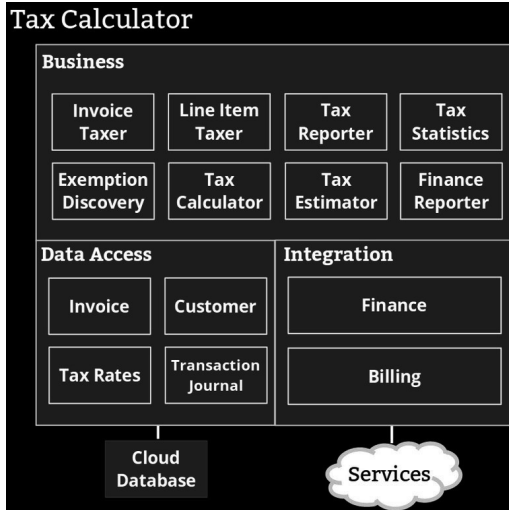 Tax Calculator
Business
Invoice
Taxer
Line Item
Taxer
Tax
Reporter
Tax
Statistics
Exemption
Discovery
Tax
Calculator
Tax
Estimator
Finance
Reporter
Data Access
Invoice
Customer
Tax Rates
Transaction
Journal
Integration
Finance
Billing
Cloud
Database
Services